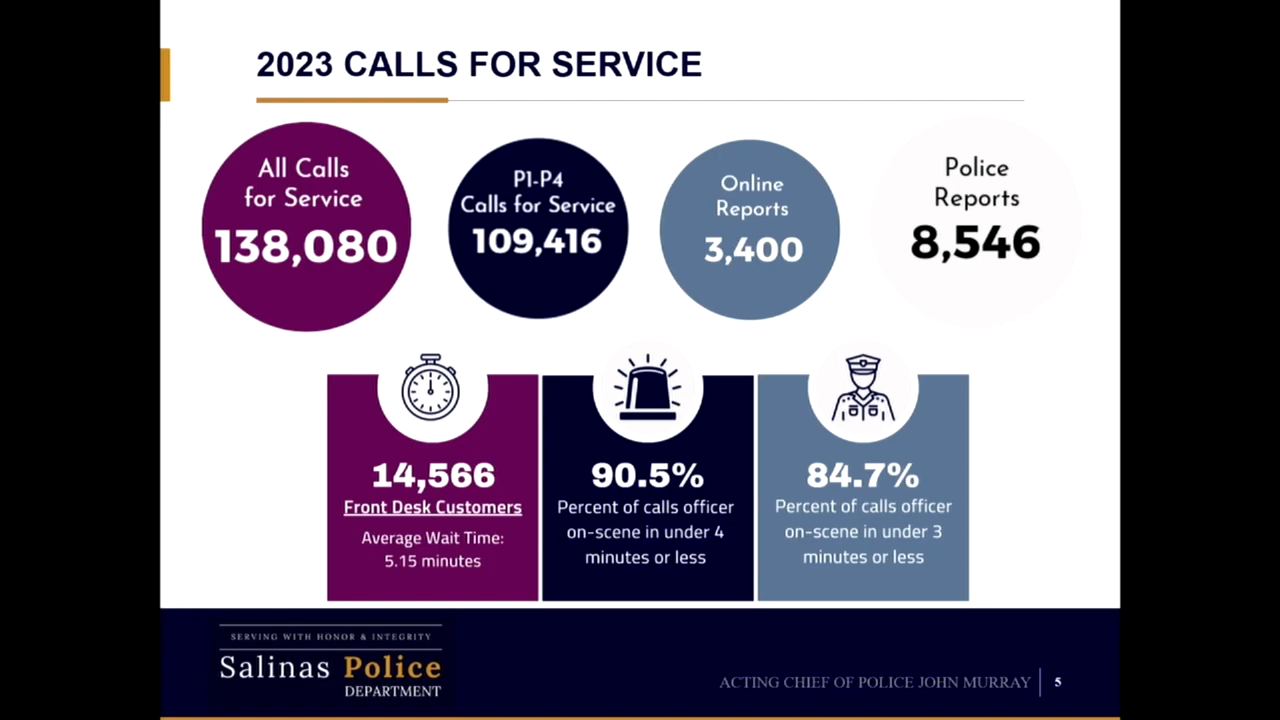 2023 CALLS FOR SERVICE
All Calls
for Service
138,080
P1-P4
Calls for Service
109,416
Online
Reports
3,400
Police
Reports
8,546
14,566
Front Desk Customers
Average Wait Time:
5.15 minutes
90.5%
Percent of calls officer
on-scene in under 4
minutes or less
84.7%
Percent of calls officer
on-scene in under 3
minutes or less
SERVING WITH HONOR & INTEGRITY
Salinas Police
DEPARTMENT
ACTING CHIEF OF POLICE JOHN MURRAY 5